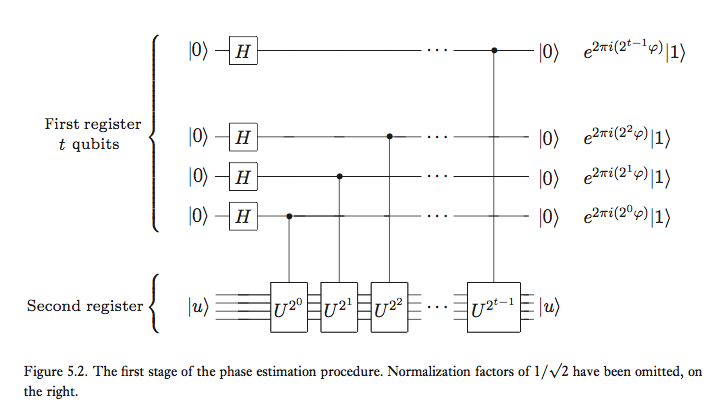 |0⟩ H ··· |0⟩ e^{2πi(2^{t−1}φ)}|1⟩
First register
t qubits
|0⟩ H ··· |0⟩ e^{2πi(2^2φ)}|1⟩
|0⟩ H ··· |0⟩ e^{2πi(2^1φ)}|1⟩
|0⟩ H ··· |0⟩ e^{2πi(2^0φ)}|1⟩
Second register |u⟩ U^{2^0} U^{2^1} U^{2^2} ··· U^{2^{t−1}} |u⟩
Figure 5.2. The first stage of the phase estimation procedure. Normalization factors of 1/√2 have been omitted, on
the right.